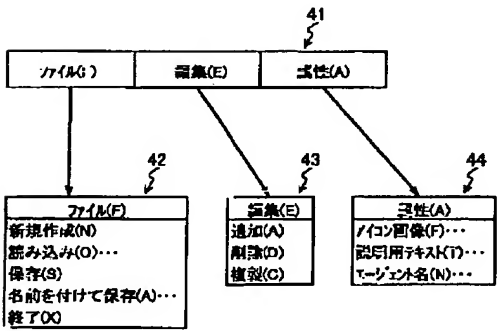 41
ファイル(F) 編集(E) 属性(A)
42 43 44
ファイル(F) 編集(E) 属性(A)
新規作成(N) 追加(A) アイコン画像(F)…
読み込み(O)… 削除(D) 説明用テキスト(T)…
保存(S) 複製(C) エージェント名(N)…
名前を付けて保存(A)…
終了(X)